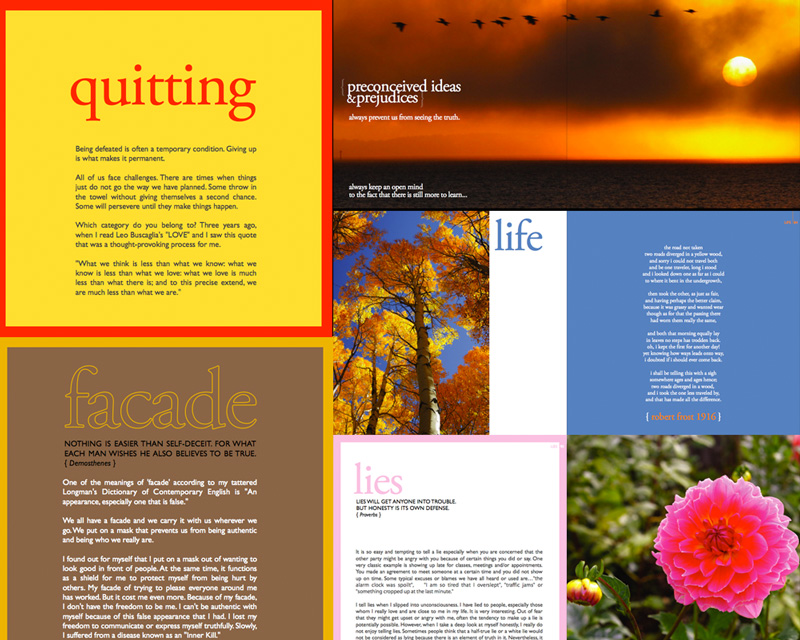 quitting
Being defeated is often a temporary condition. Giving up
is what makes it permanent.
All of us face challenges. There are times when things
just do not go the way we have planned. Some throw in
the towel without giving themselves a second chance.
Some will persevere until they make things happen.
Which category do you belong to? Three years ago,
when I read Leo Buscaglia's "LOVE" and I saw this quote
that was a thought-provoking process for me.
"What we think is less than what we know: what we
know is less than what we love: what we love is much
less than what there is; and to this precise extend, we
are much less than what we are."
preconceived ideas
&prejudices
always prevent us from seeing the truth.
always keep an open mind
to the fact that there is still more to learn...
life
the road not taken
two roads diverged in a yellow wood,
and sorry i could not travel both
and be one traveler, long i stood
and i looked down one as far as i could
to where it bent in the undergrowth.
then took the other, as just as fair,
and having perhaps the better claim,
because it was grassy and wanted wear
though as for that the passing there
had worn them really the same,
and both that morning equally lay
in leaves no steps has trodden back.
oh, i kept the first for another day!
yet knowing how ways leads onto way,
i doubted if i should ever come back.
i shall be telling this with a sigh
somewhere ages and ages hence;
two roads diverged in a wood,
and i took the one less traveled by,
and that has made all the difference.
{ robert frost 1916 }
facade
NOTHING IS EASIER THAN SELF-DECEIT. FOR WHAT
EACH MAN WISHES HE ALSO BELIEVES TO BE TRUE.
{ Demosthenes }
One of the meanings of 'facade' according to my tattered
Longman's Dictionary of Contemporary English is "An
appearance, especially one that is false."
We all have a facade and we carry it with us wherever we
go. We put on a mask that prevents us from being authentic
and being who we really are.
I found out for myself that I put on a mask out of wanting to
look good in front of people. At the same time, it functions
as a shield for me to protect myself from being hurt by
others. My facade of trying to please everyone around me
has worked. But it cost me even more. Because of my facade,
I don't have the freedom to be me. I can't be authentic with
myself because of this false appearance that I had. I lost my
freedom to communicate or express myself truthfully. Slowly,
I suffered from a disease known as an "Inner Kill."
lies
LIES WILL GET ANYONE INTO TROUBLE.
BUT HONESTY IS ITS OWN DEFENSE.
{ Proverbs }
It is so easy and tempting to tell a lie especially when you are concerned that the
other party might be angry with you because of certain things you did or say. One
very classic example is showing up late for classes, meetings and/or appointments.
You made an agreement to meet someone at a certain time and you did not show
up on time. Some typical excuses or blames we have all heard or used are..."the
alarm clock was spoilt", "I am so tired that I overslept", "traffic jams" or
"something cropped up at the last minute."
I tell lies when I slipped into unconsciousness. I have lied to people, especially those
whom I really love and are close to me in my life. It is very interesting. Out of fear
that they might get upset or angry with me, often the tendency to make up a lie is
potentially possible. However, when I take a deep look at myself honestly, I really do
not enjoy telling lies. Sometimes people think that a half-true lie or a white lie would
not be considered as lying because there is an element of truth in it. Nevertheless, it